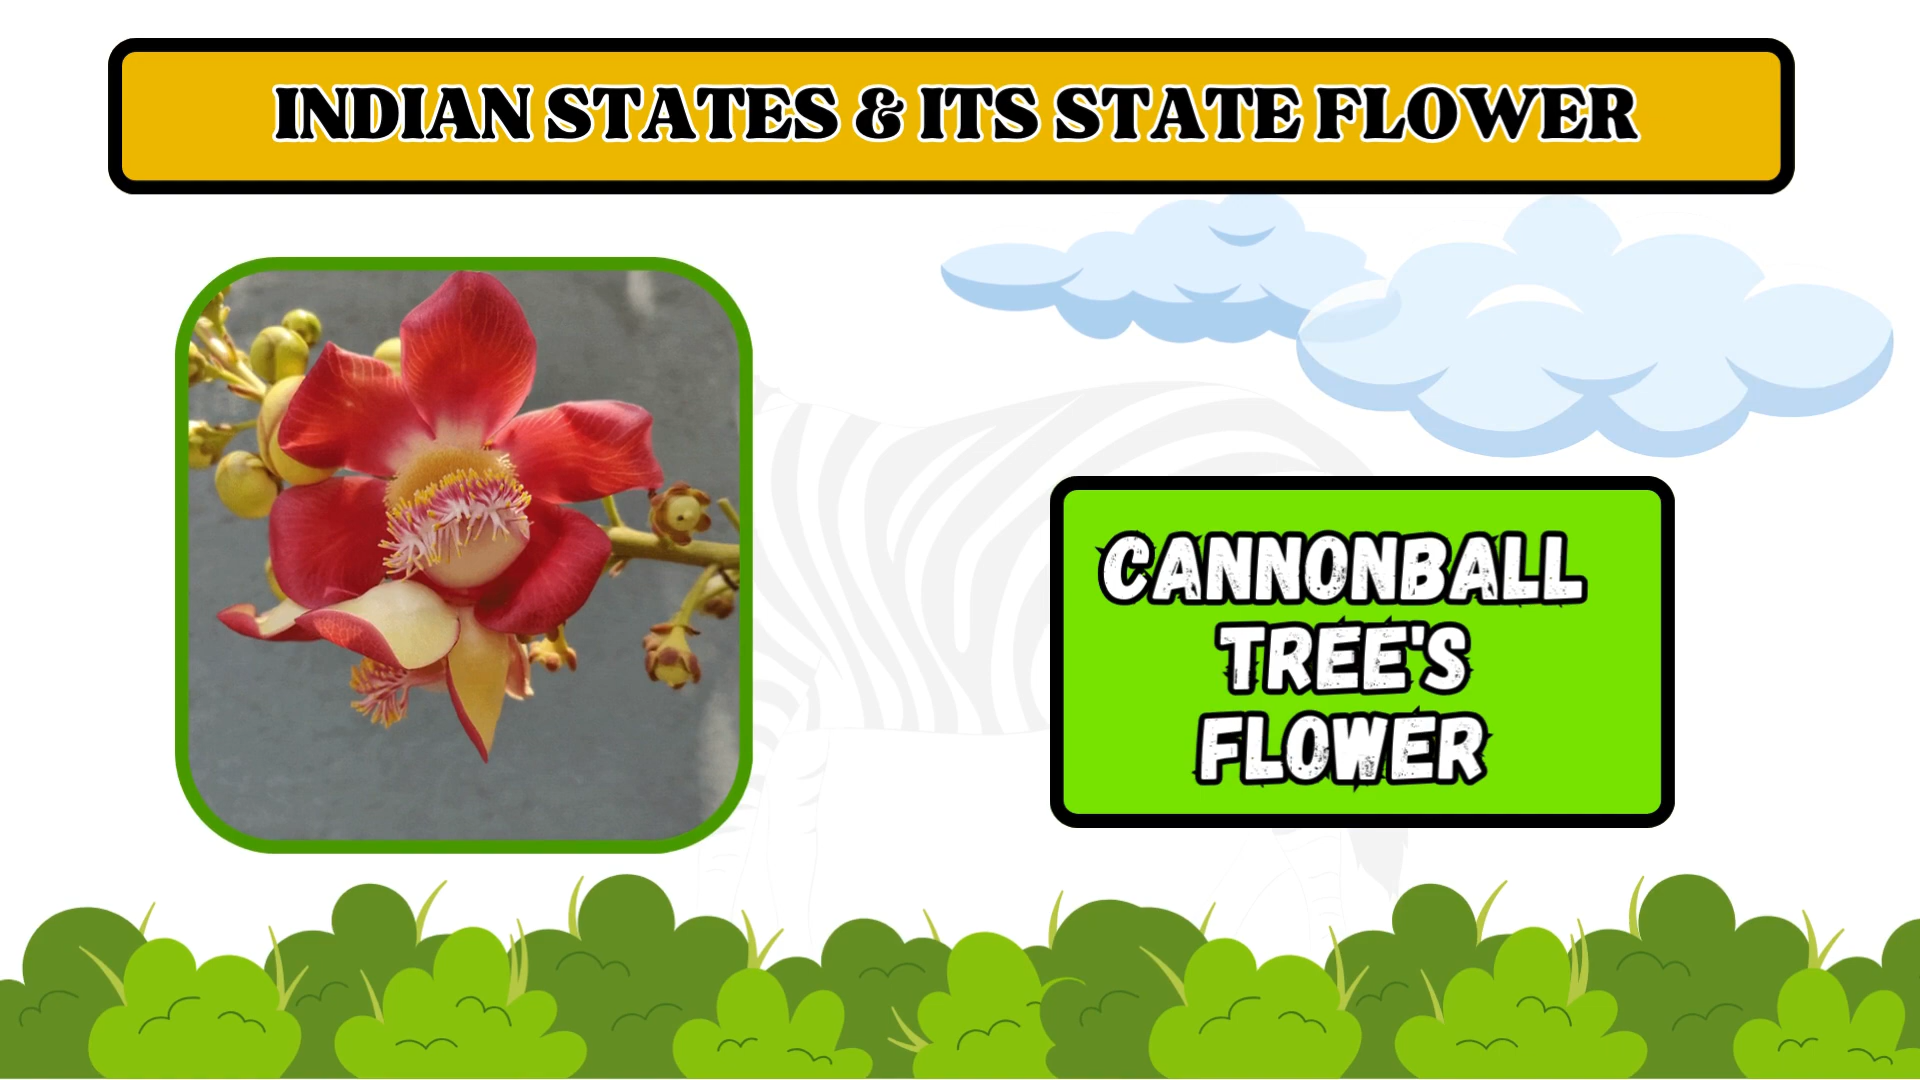 INDIAN STATES & ITS STATE FLOWER
CANNONBALL
TREE'S
FLOWER